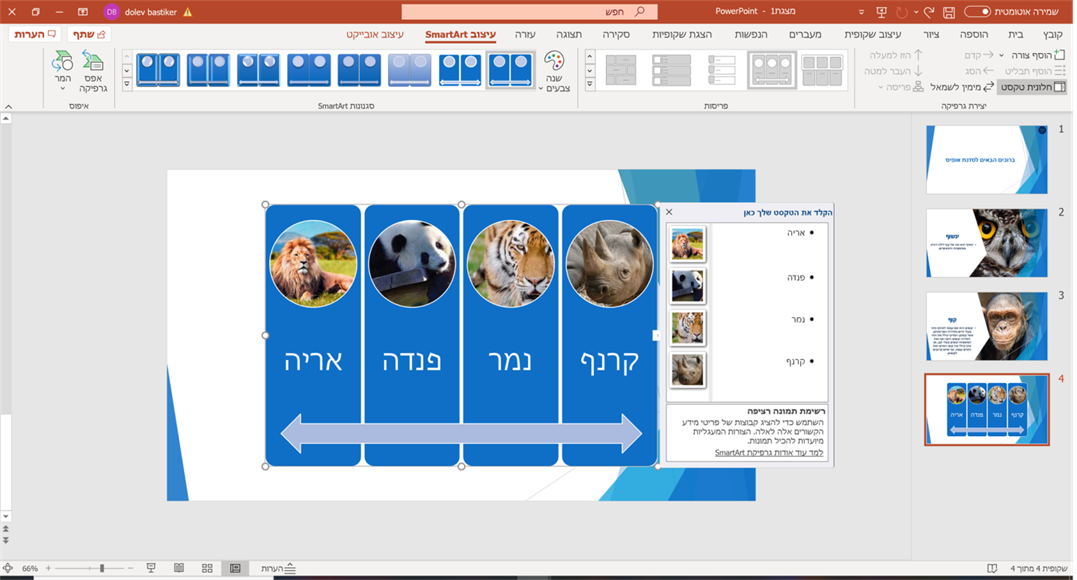 שמירה אוטומטית
מצגת1 - PowerPoint
חפש
dolev bastiker
DB
קובץ
בית
הוספה
ציור
עיצוב שקופית
מעברים
הנפשות
הצגת שקופיות
סקירה
תצוגה
עזרה
עיצוב SmartArt
עיצוב אובייקט
שתף
הערות
הוסף צורה
קדם
הזז למעלה
הוסף תבליט
הסג
העבר למטה
חלונית טקסט
מימין לשמאל
פריסה
יצירת גרפיקה
פריסות
שנה
צבעים
סגנונות SmartArt
אפס
גרפיקה
המר
איפוס
1
ברוכים הבאים לסדנת אופיס
2
ינשוף
3
קוף
4
אריה
פנדה
נמר
קרנף
הקלד את הטקסט שלך כאן
אריה
פנדה
נמר
קרנף
רשימת תמונה רציפה
השתמש כדי להציג קבוצות של פריטי מידע
הקשורים אלה לאלה. הצורות המעגליות
מיועדות להכיל תמונות.
למד עוד אודות גרפיקת SmartArt
אריה
פנדה
נמר
קרנף
שקופית 4 מתוך 4
הערות
66%